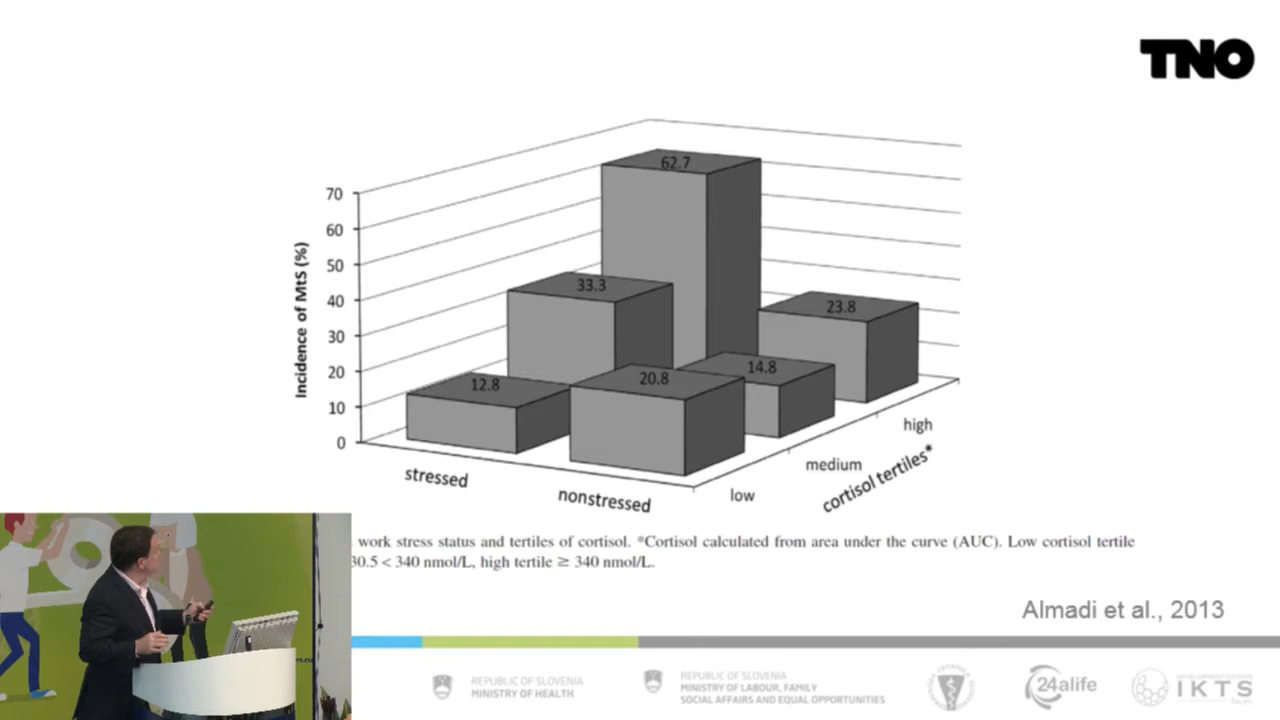 TNO
62.7
70
60
50
40
30
20
10
0
Incidence of MtS (%)
33.3
23.8
12.8
20.8
14.8
stressed
nonstressed
low
medium
high
cortisol tertiles*
work stress status and tertiles of cortisol. *Cortisol calculated from area under the curve (AUC). Low cortisol tertile
30.5 < 340 nmol/L, high tertile ≥ 340 nmol/L.
Almadi et al., 2013
REPUBLIC OF SLOVENIA
MINISTRY OF HEALTH
REPUBLIC OF SLOVENIA
MINISTRY OF LABOUR, FAMILY
SOCIAL AFFAIRS AND EQUAL OPPORTUNITIES
24alife
IKTS